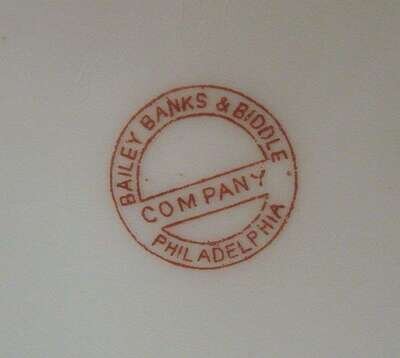 BAILEY BANKS & BIDDLE
COMPANY
PHILADELPHIA